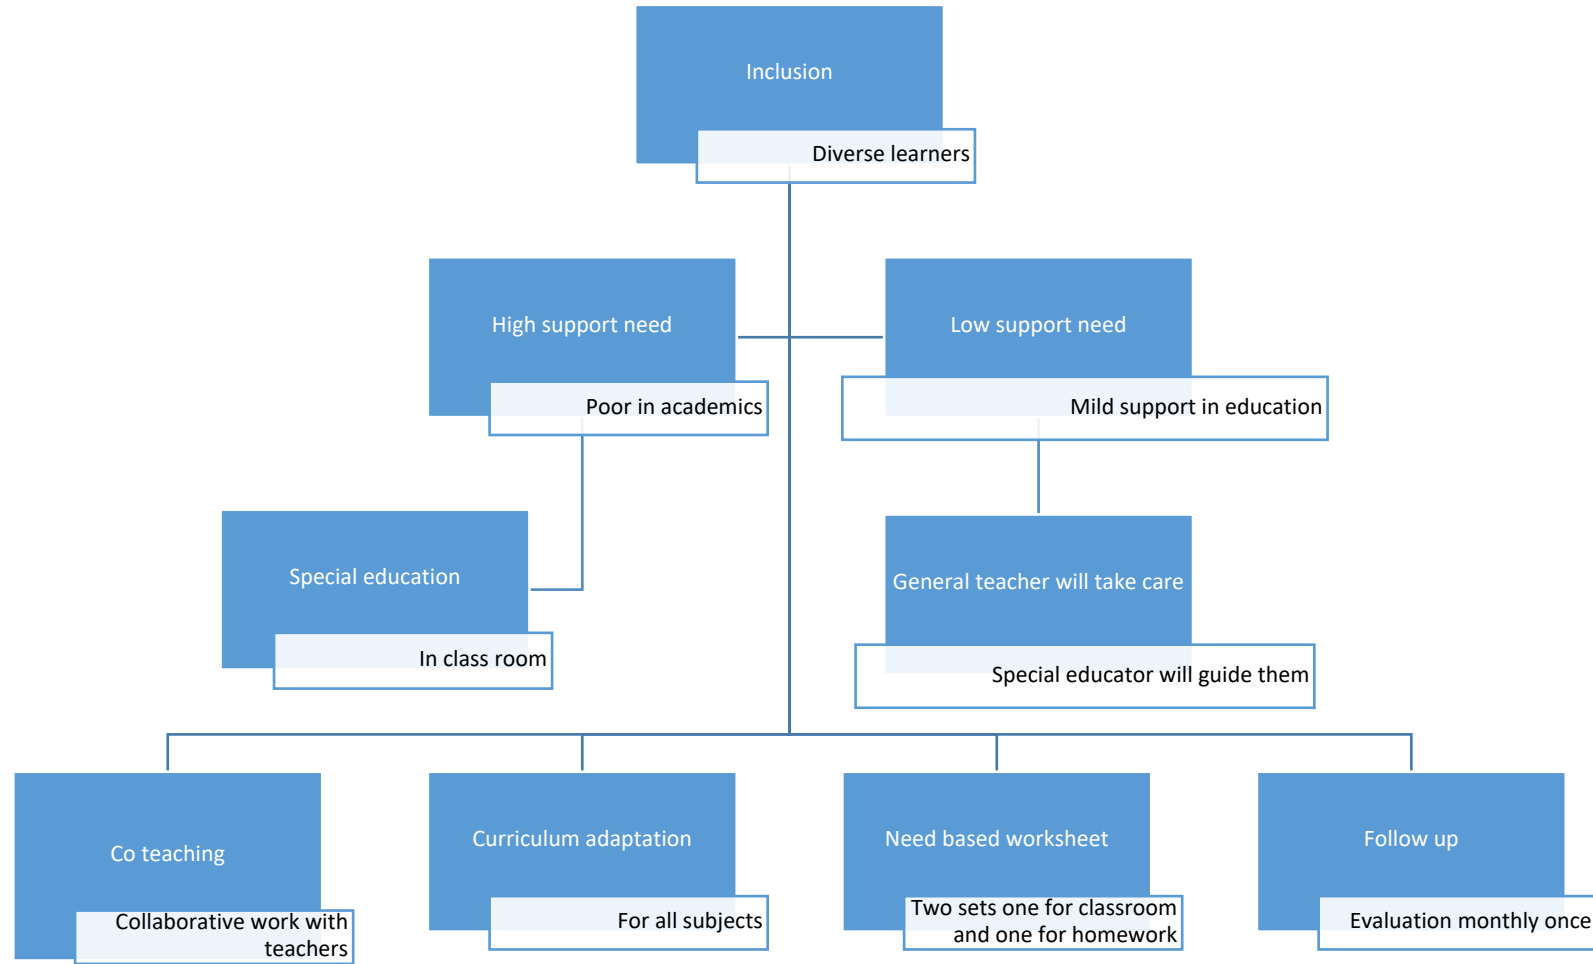 Inclusion
Diverse learners
High support need
Poor in academics
Low support need
Mild support in education
Special education
In class room
General teacher will take care
Special educator will guide them
Co teaching
Collaborative work with
teachers
Curriculum adaptation
For all subjects
Need based worksheet
Two sets one for classroom
and one for homework
Follow up
Evaluation monthly once